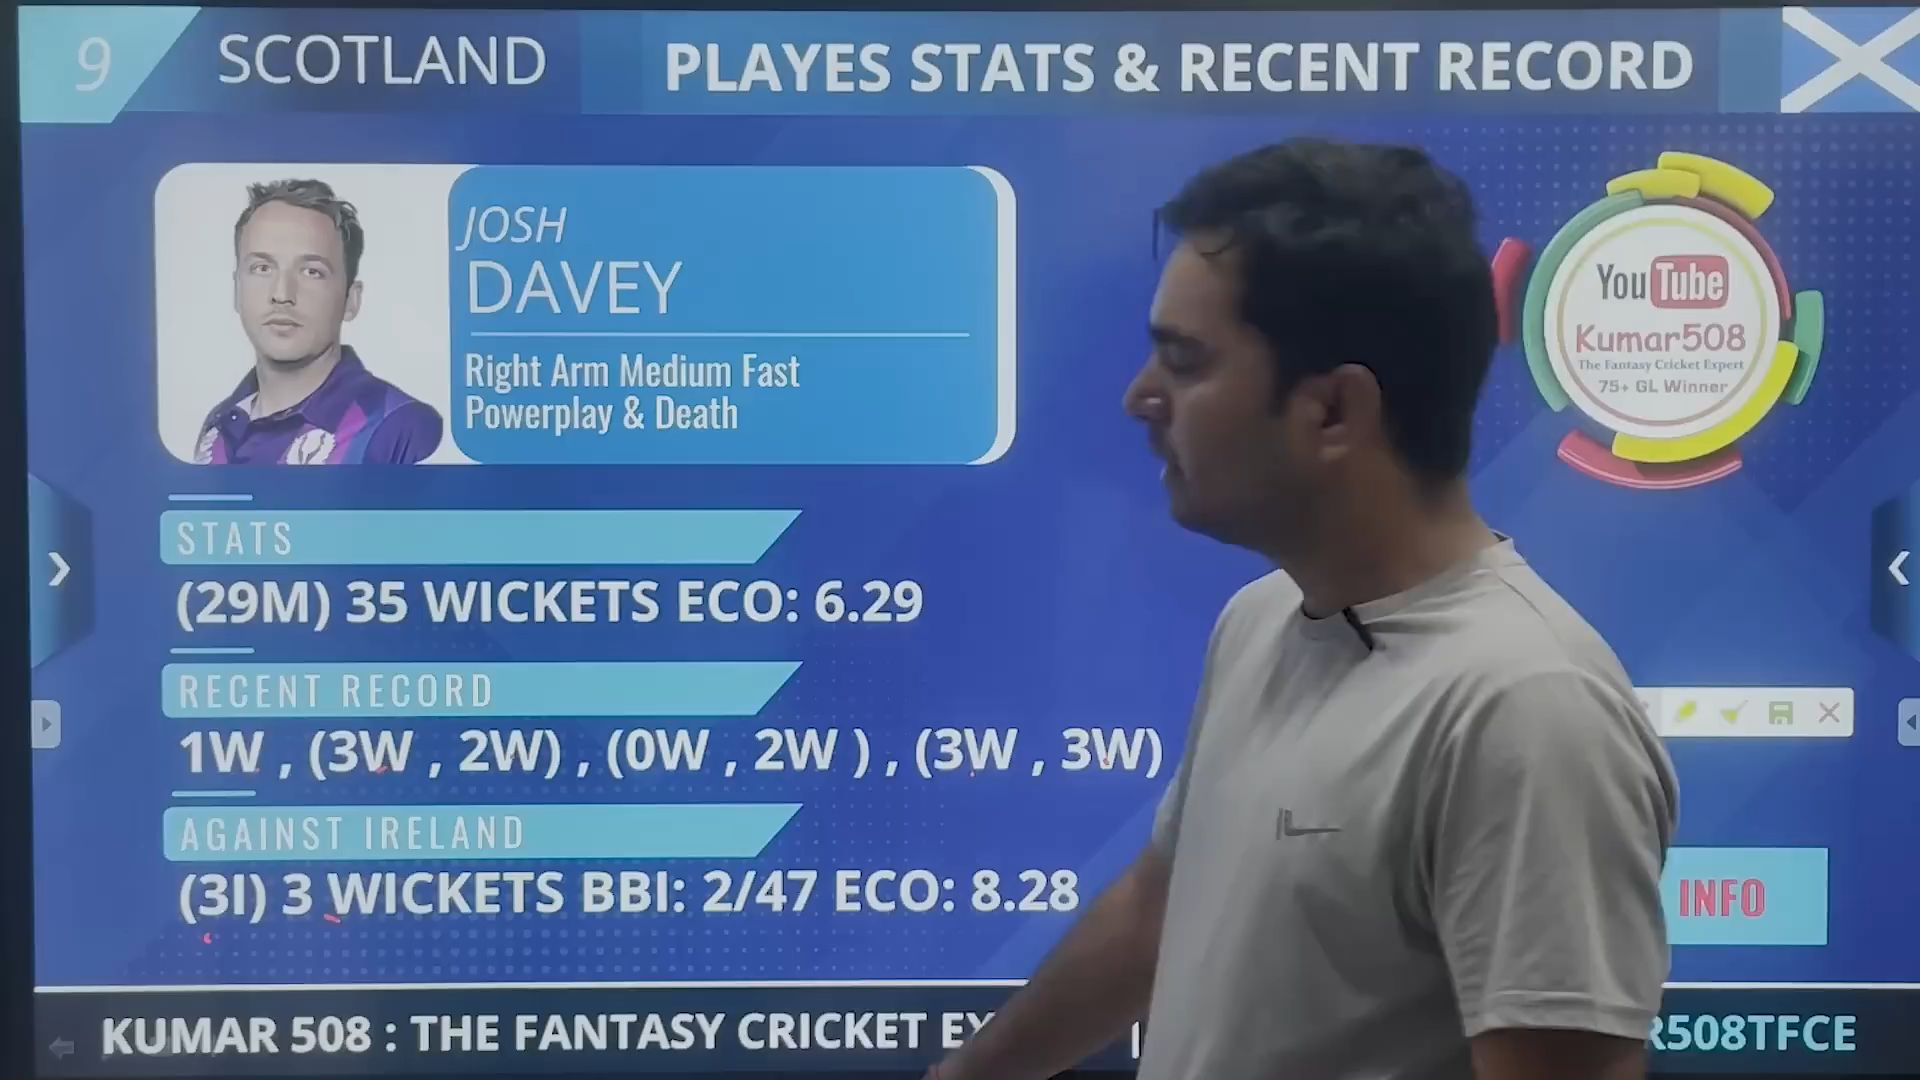 9 SCOTLAND PLAYES STATS & RECENT RECORD
JOSH
DAVEY
Right Arm Medium Fast
Powerplay & Death
You Tube
Kumar508
The Fantasy Cricket Expert
75+ GL Winner
STATS
(29M) 35 WICKETS ECO: 6.29
RECENT RECORD
1W , (3W , 2W) , (0W , 2W ) , (3W , 3W)
AGAINST IRELAND
(3I) 3 WICKETS BBI: 2/47 ECO: 8.28
INFO
KUMAR 508 : THE FANTASY CRICKET EX
R508TFCE